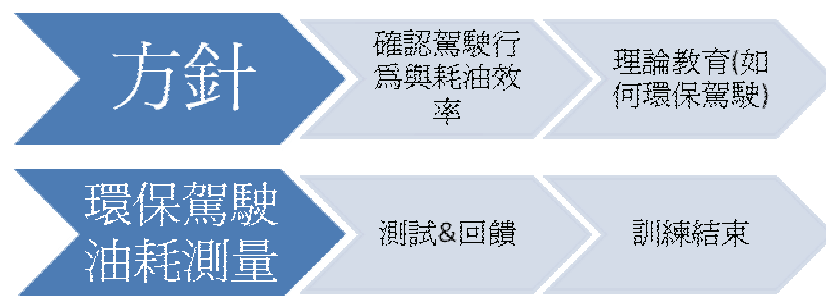 方針
確認駕駛行
為與耗油效
率
理論教育(如
何環保駕駛)
環保駕駛
油耗測量
測試&回饋
訓練結束